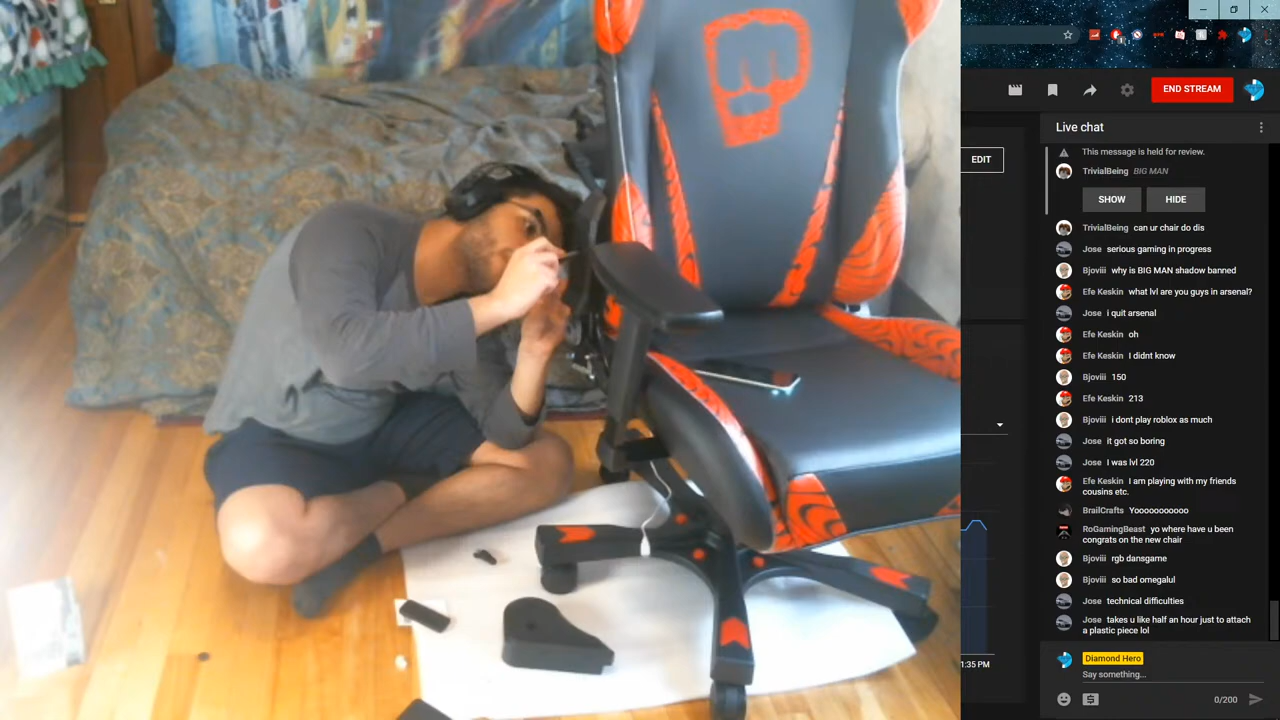 END STREAM
Live chat
EDIT
This message is held for review.
TrivialBeing BIG MAN
SHOW
HIDE
TrivialBeing can ur chair do dis
Jose serious gaming in progress
Bjoviii why is BIG MAN shadow banned
Efe Keskin what lvl are you guys in arsenal?
Jose i quit arsenal
Efe Keskin oh
Efe Keskin I didnt know
Bjoviii 150
Efe Keskin 213
Bjoviii i dont play roblox as much
Jose it got so boring
Jose I was lvl 220
Efe Keskin I am playing with my friends
cousins etc.
BrailCrafts Yooooooooooo
RoGamingBeast yo where have u been
congrats on the new chair
Bjoviii rgb dansgame
Bjoviii so bad omegalul
Jose technical difficulties
Jose takes u like half an hour just to attach
a plastic piece lol
1:35 PM
Diamond Hero
Say something...
0/200